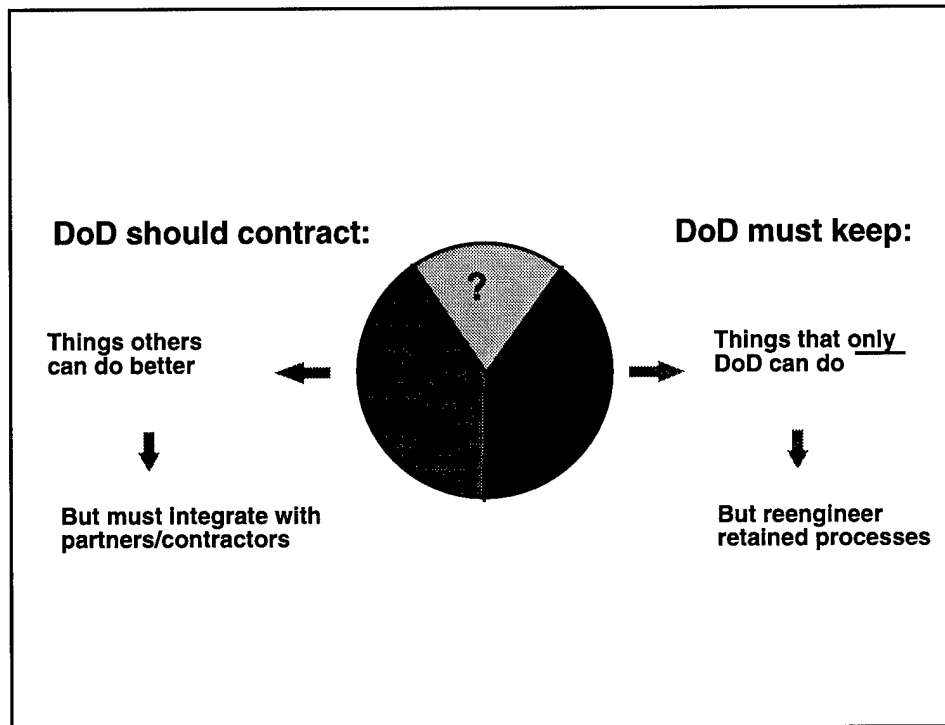 DoD should contract:
DoD must keep:
?
Things others
can do better
Things that only
DoD can do
But must integrate with
partners/contractors
But reengineer
retained processes